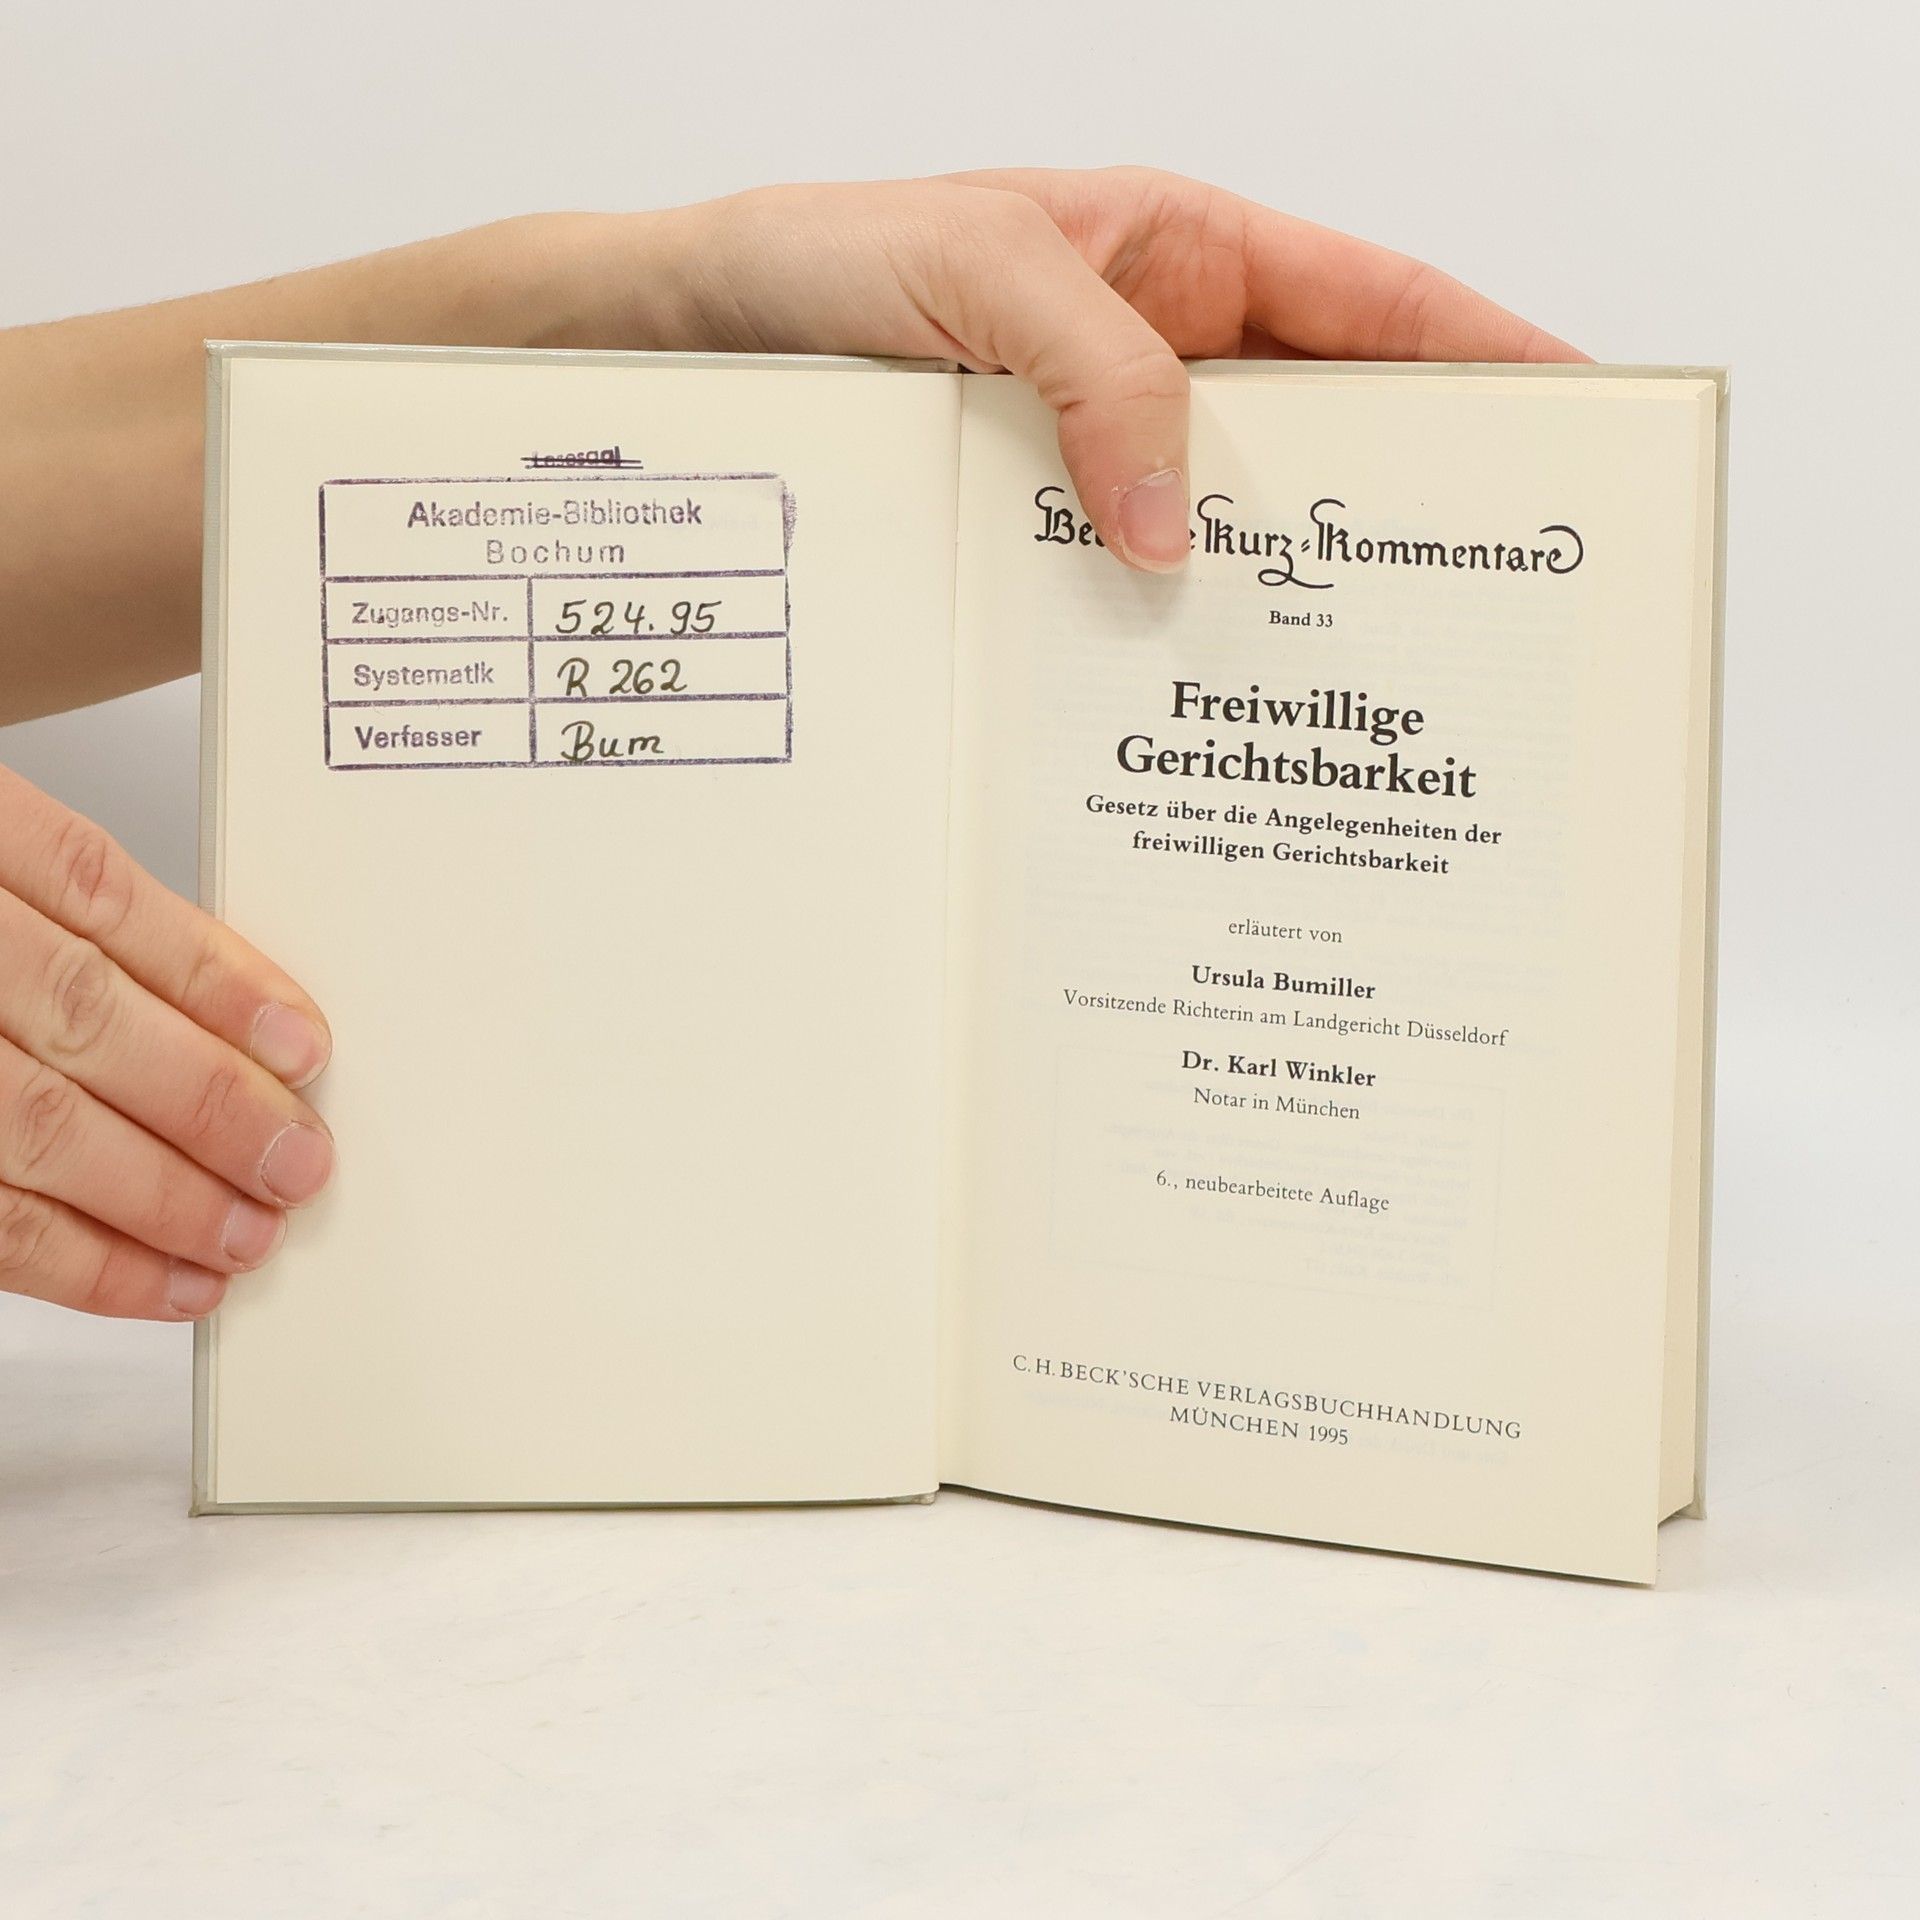 Lesesaal
Akademie-Bibliothek
Bochum
Zugangs-Nr. 524.95
Systematik R 262
Verfasser Bum
Kurz-Kommentare
Band 33
Freiwillige
Gerichtsbarkeit
Gesetz über die Angelegenheiten der
freiwilligen Gerichtsbarkeit
erläutert von
Ursula Bumiller
Vorsitzende Richterin am Landgericht Düsseldorf
Dr. Karl Winkler
Notar in München
6., neubearbeitete Auflage
C.H.BECK'SCHE VERLAGSBUCHHANDLUNG
MÜNCHEN 1995